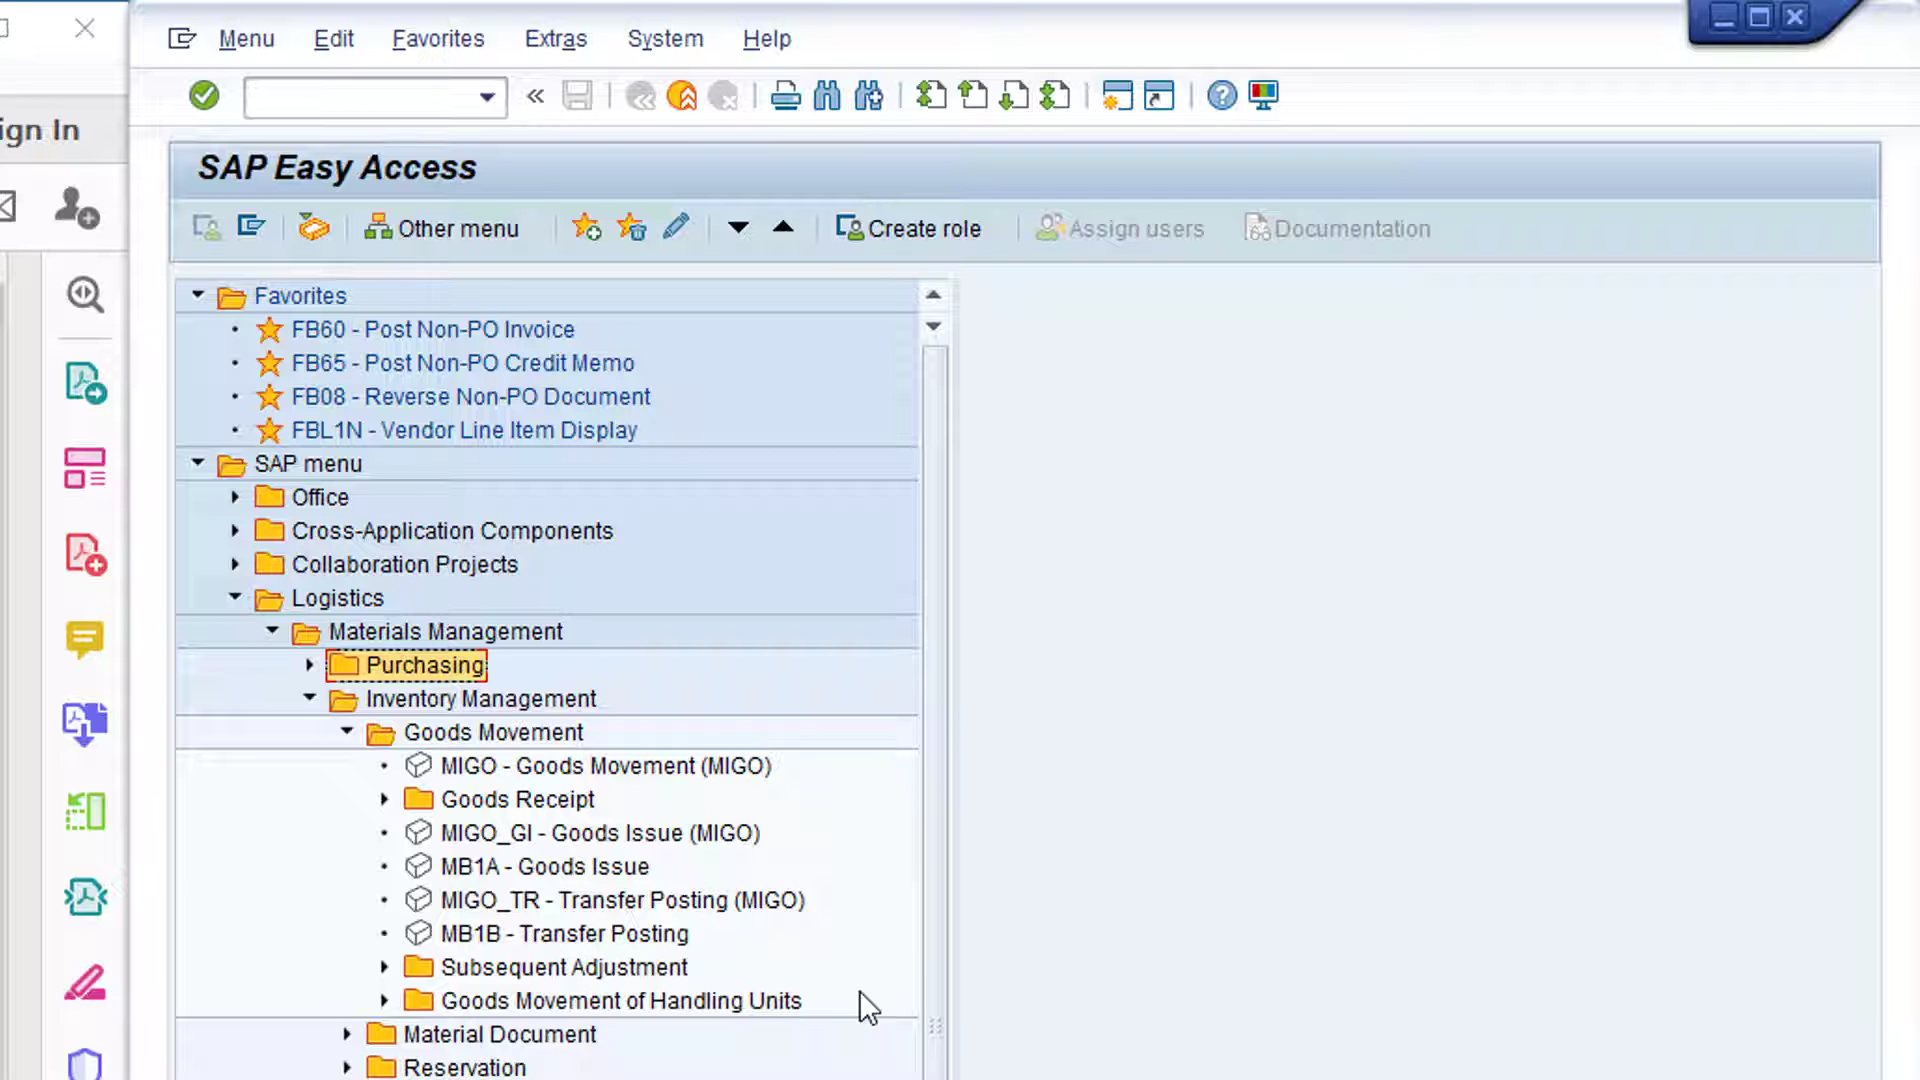 Menu Edit Favorites Extras System Help
ign In
SAP Easy Access
Other menu Create role Assign users Documentation
Favorites
FB60 - Post Non-PO Invoice
FB65 - Post Non-PO Credit Memo
FB08 - Reverse Non-PO Document
FBL1N - Vendor Line Item Display
SAP menu
Office
Cross-Application Components
Collaboration Projects
Logistics
Materials Management
Purchasing
Inventory Management
Goods Movement
MIGO - Goods Movement (MIGO)
Goods Receipt
MIGO_GI - Goods Issue (MIGO)
MB1A - Goods Issue
MIGO_TR - Transfer Posting (MIGO)
MB1B - Transfer Posting
Subsequent Adjustment
Goods Movement of Handling Units
Material Document
Reservation